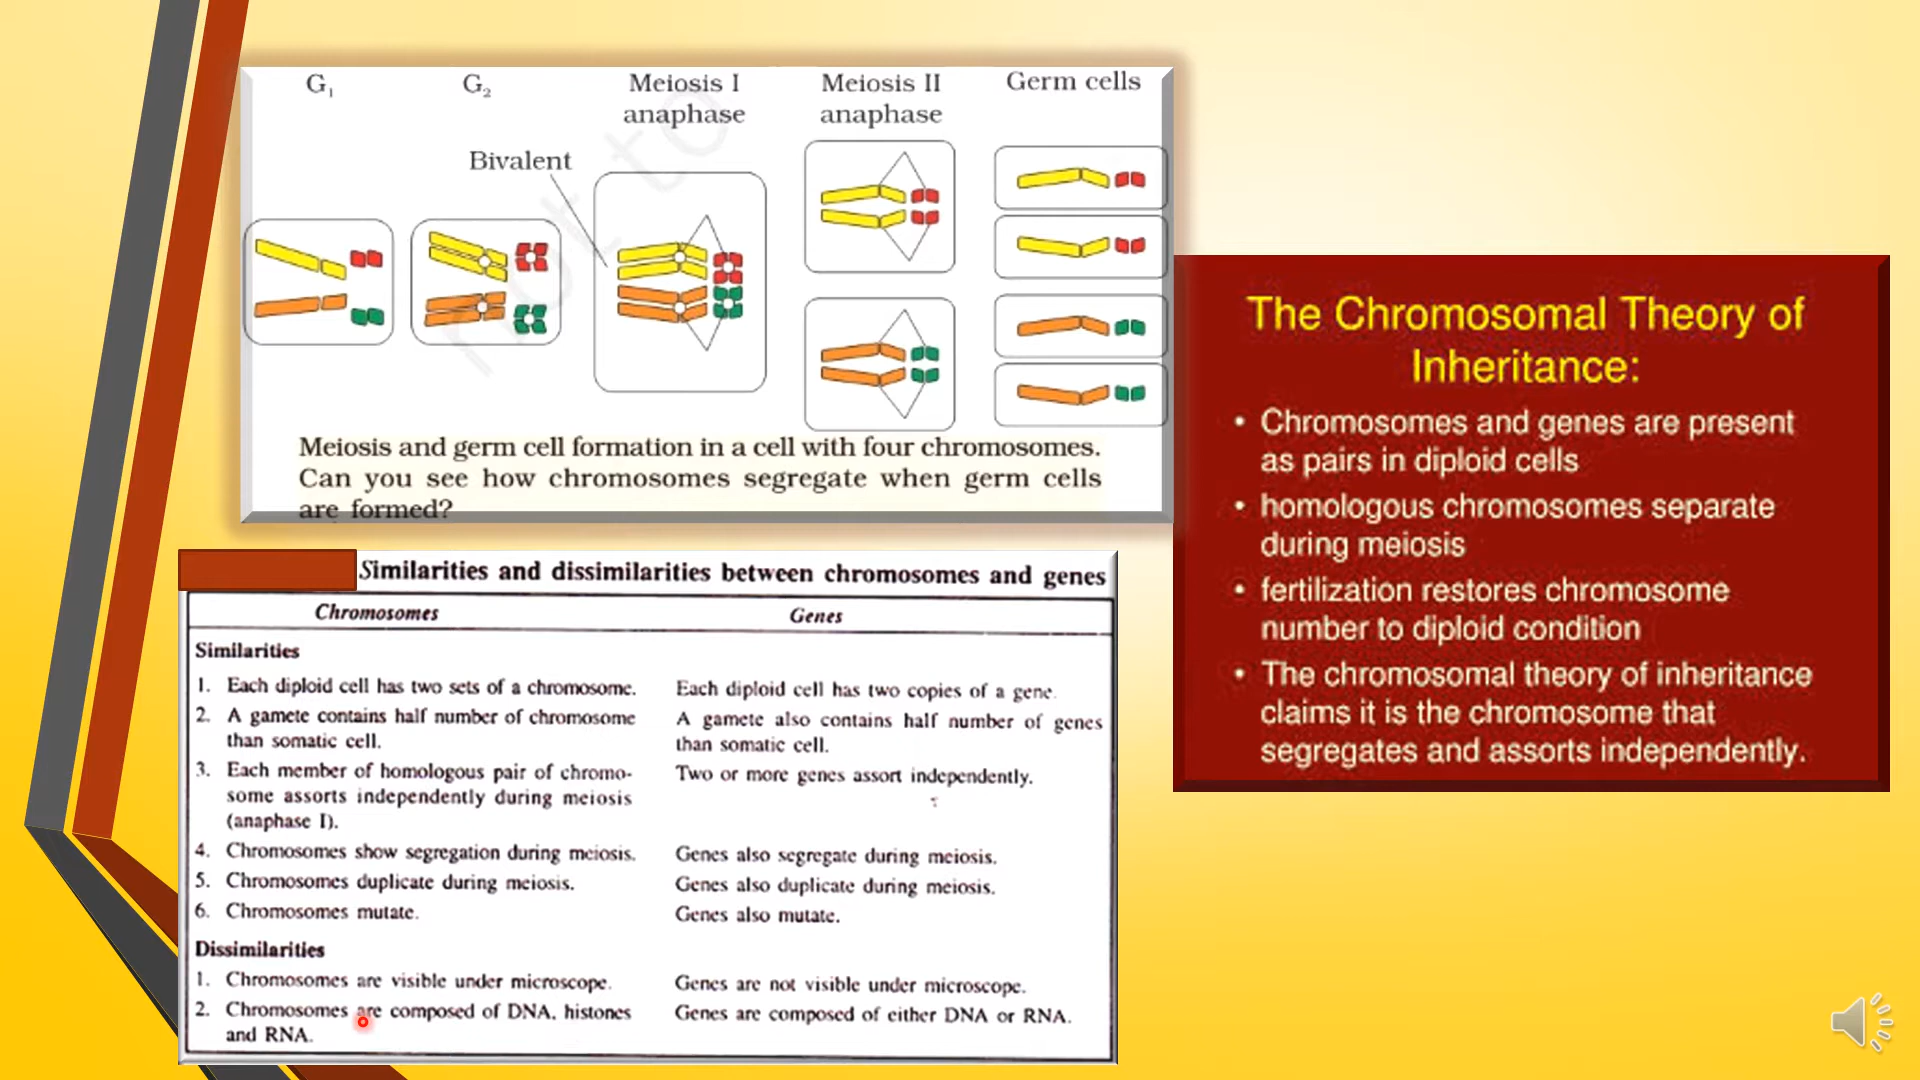 G1
G2
Meiosis I
anaphase
Meiosis II
anaphase
Germ cells
Bivalent
not to
Meiosis and germ cell formation in a cell with four chromosomes.
Can you see how chromosomes segregate when germ cells
are formed?
The Chromosomal Theory of
Inheritance:
• Chromosomes and genes are present
as pairs in diploid cells
• homologous chromosomes separate
during meiosis
• fertilization restores chromosome
number to diploid condition
• The chromosomal theory of inheritance
claims it is the chromosome that
segregates and assorts independently.
Similarities and dissimilarities between chromosomes and genes
Chromosomes Genes
Similarities
1. Each diploid cell has two sets of a chromosome. Each diploid cell has two copies of a gene.
2. A gamete contains half number of chromosome A gamete also contains half number of genes
than somatic cell. than somatic cell.
3. Each member of homologous pair of chromo- Two or more genes assort independently.
some assorts independently during meiosis
(anaphase I).
4. Chromosomes show segregation during meiosis. Genes also segregate during meiosis.
5. Chromosomes duplicate during meiosis. Genes also duplicate during meiosis.
6. Chromosomes mutate. Genes also mutate.
Dissimilarities
1. Chromosomes are visible under microscope. Genes are not visible under microscope.
2. Chromosomes are composed of DNA, histones Genes are composed of either DNA or RNA.
and RNA.